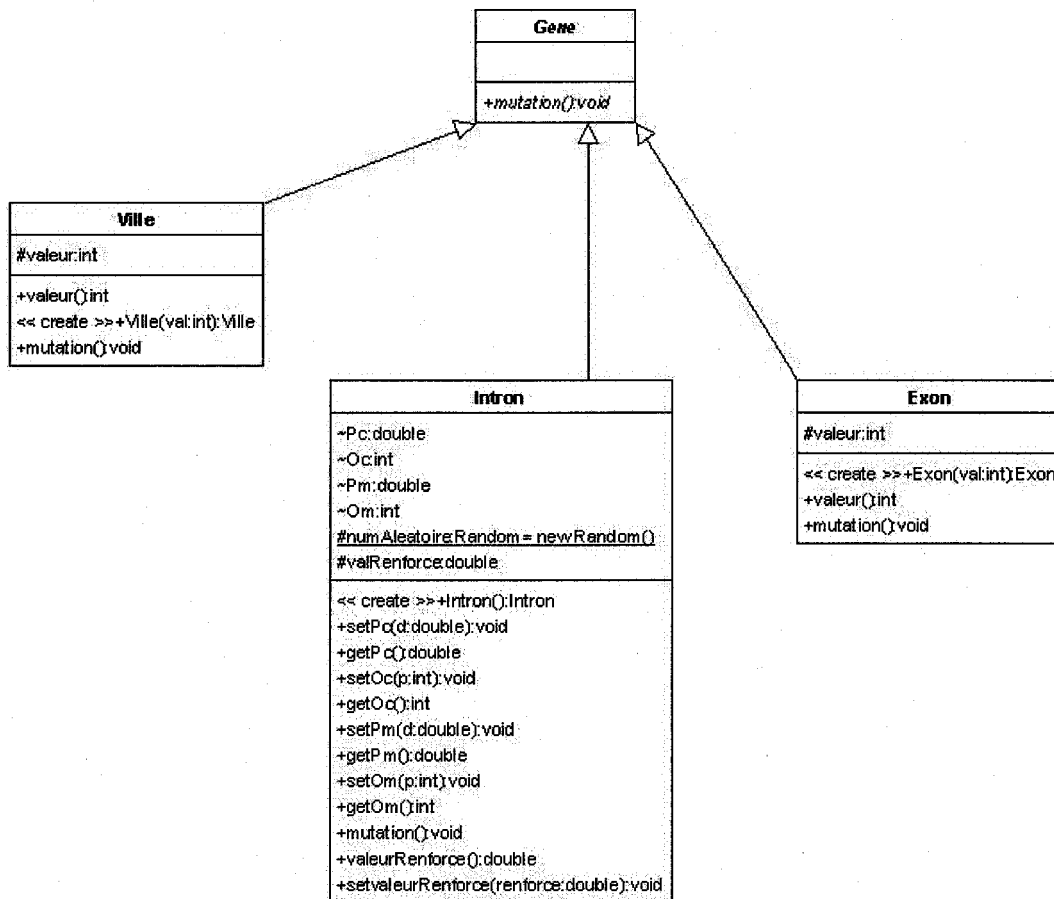 Gene
+mutation():void
Ville
#valeur:int
+valeur():int
<< create >>+Ville(val:int):Ville
+mutation():void
Intron
~Pc:double
~Oc:int
~Pm:double
~Om:int
#numAleatoire:Random = new Random()
#valRenforce:double
<< create >>+Intron():Intron
+setPc(d:double):void
+getPc():double
+setOc(p:int):void
+getOc():int
+setPm(d:double):void
+getPm():double
+setOm(p:int):void
+getOm():int
+mutation():void
+valeurRenforce():double
+setvaleurRenforce(renforce:double):void
Exon
#valeur:int
<< create >>+Exon(val:int):Exon
+valeur():int
+mutation():void